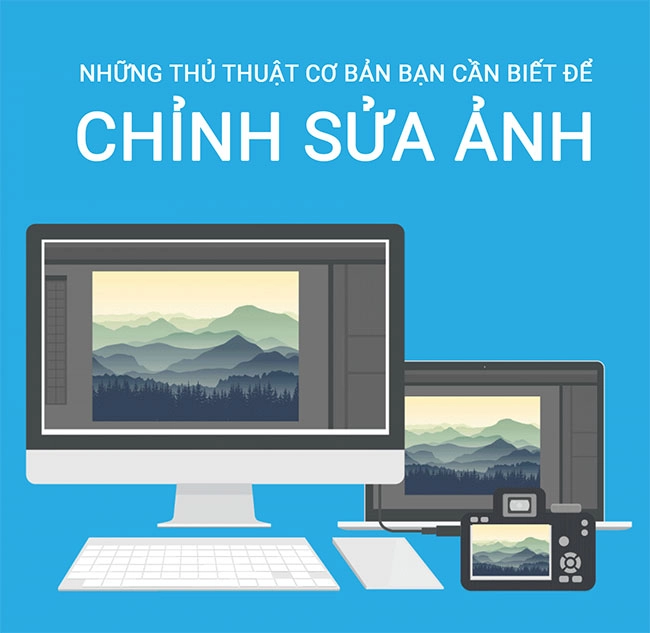 NHỮNG THỦ THUẬT CƠ BẢN BẠN CẦN BIẾT ĐỂ
CHỈNH SỬA ẢNH